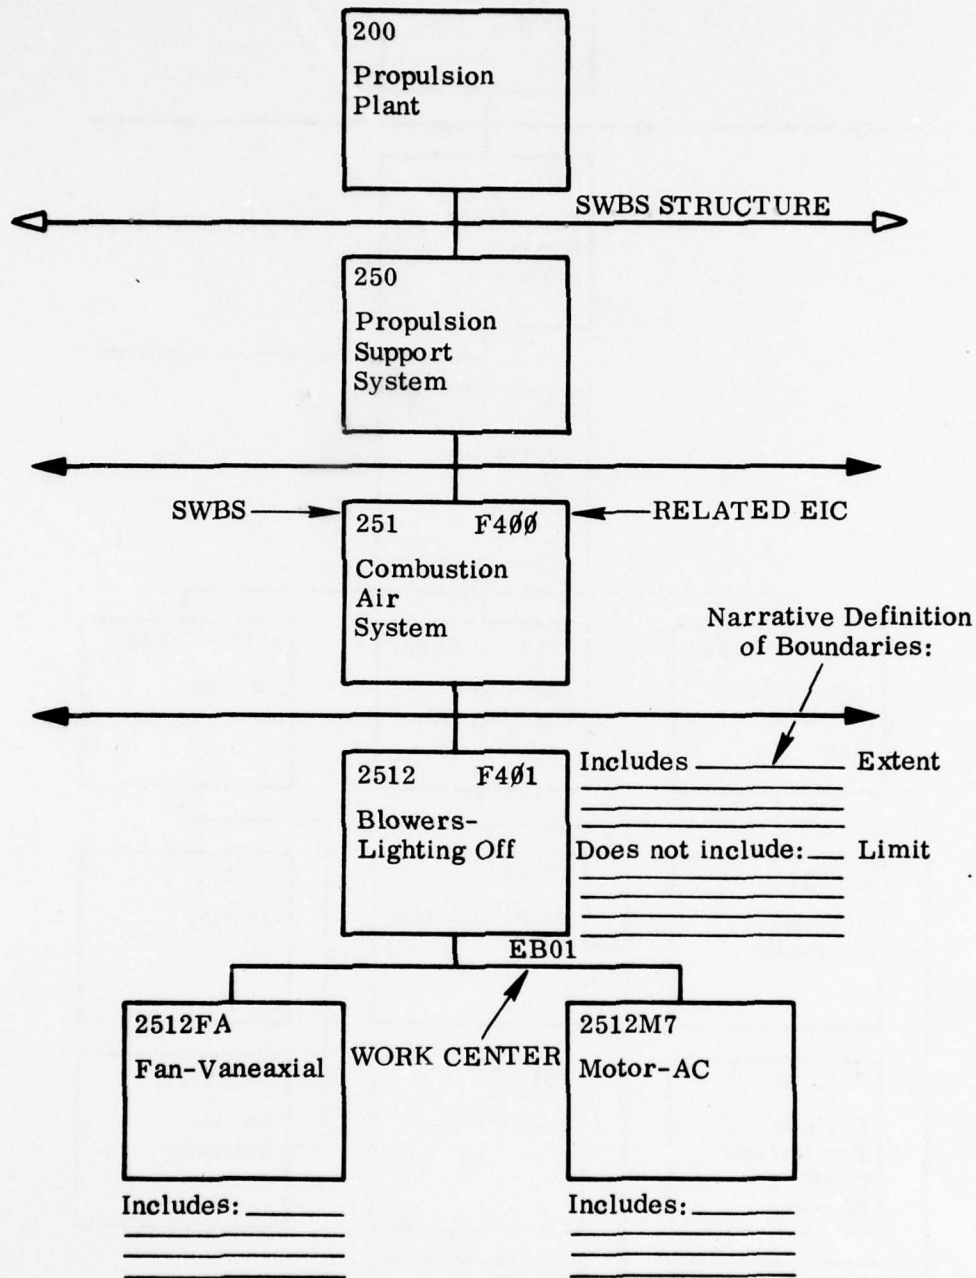 200
Propulsion
Plant
SWBS STRUCTURE
250
Propulsion
Support
System
SWBS
251 F4ØØ
RELATED EIC
Combustion
Air
System
Narrative Definition
of Boundaries:
2512 F4Ø1
Blowers-
Lighting Off
Includes Extent
Does not include: Limit
EB01
WORK CENTER
2512FA
Fan-Vaneaxial
2512M7
Motor-AC
Includes:
Includes: